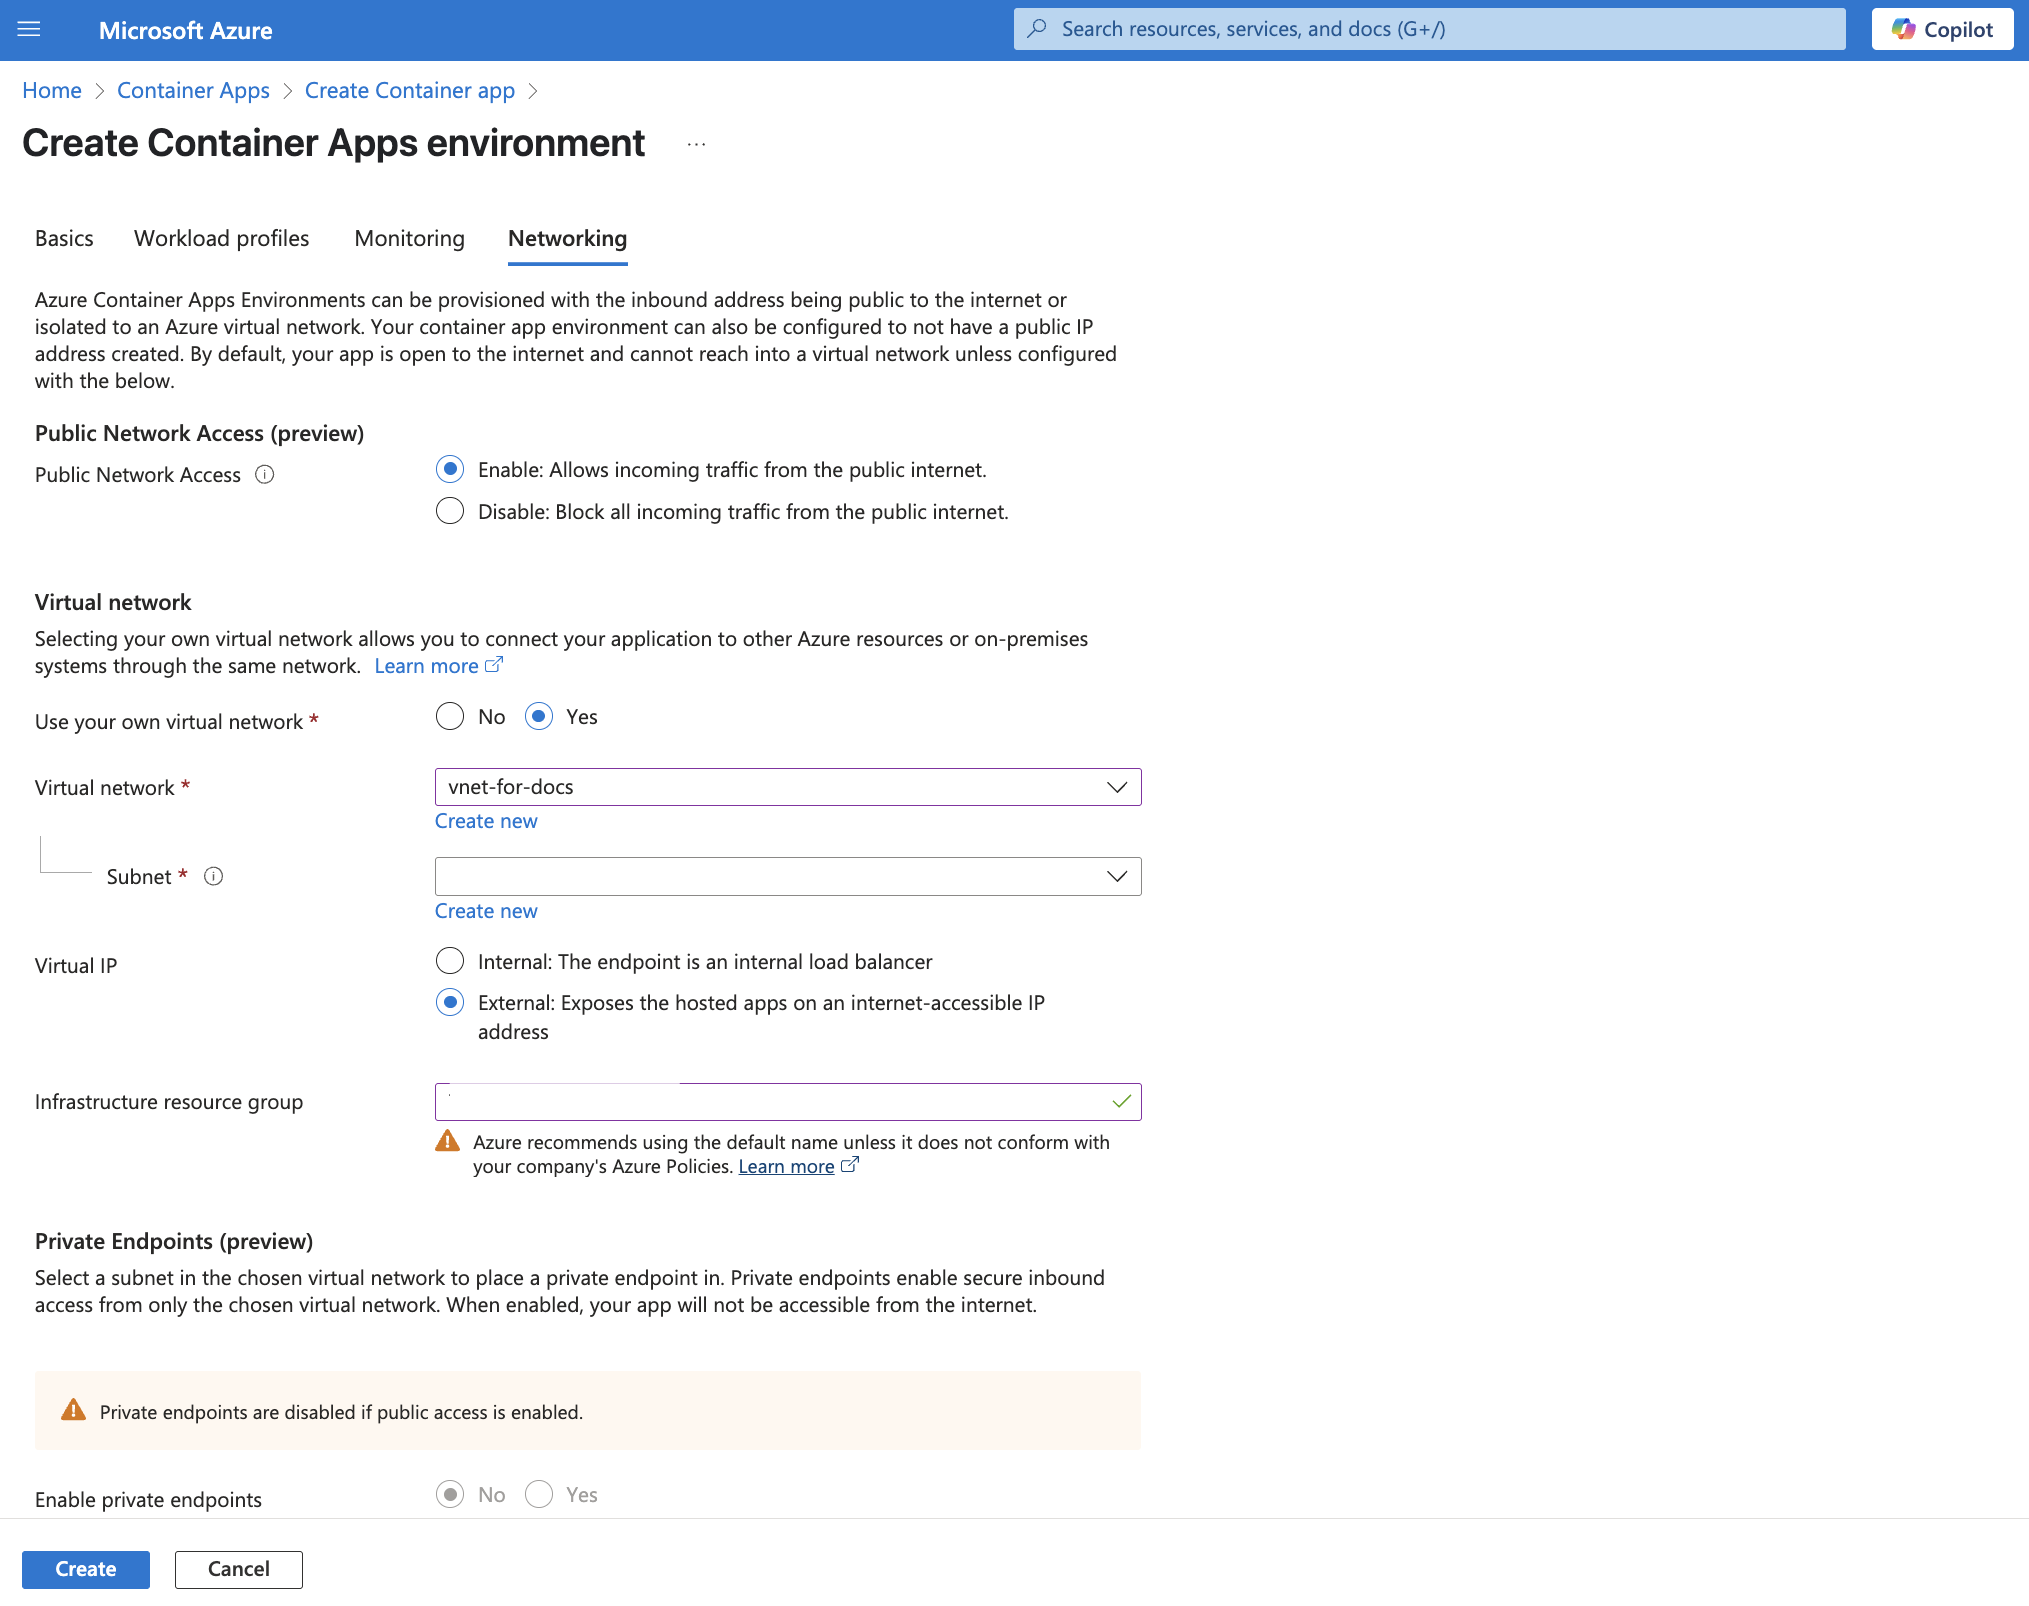 Microsoft Azure
Search resources, services, and docs (G+/)
Copilot
Home > Container Apps > Create Container app >
Create Container Apps environment ...
Basics Workload profiles Monitoring Networking
Azure Container Apps Environments can be provisioned with the inbound address being public to the internet or
isolated to an Azure virtual network. Your container app environment can also be configured to not have a public IP
address created. By default, your app is open to the internet and cannot reach into a virtual network unless configured
with the below.
Public Network Access (preview)
Public Network Access
Enable: Allows incoming traffic from the public internet.
Disable: Block all incoming traffic from the public internet.
Virtual network
Selecting your own virtual network allows you to connect your application to other Azure resources or on-premises
systems through the same network. Learn more
Use your own virtual network * No Yes
Virtual network * vnet-for-docs
Create new
Subnet *
Create new
Virtual IP
Internal: The endpoint is an internal load balancer
External: Exposes the hosted apps on an internet-accessible IP
address
Infrastructure resource group
Azure recommends using the default name unless it does not conform with
your company's Azure Policies. Learn more
Private Endpoints (preview)
Select a subnet in the chosen virtual network to place a private endpoint in. Private endpoints enable secure inbound
access from only the chosen virtual network. When enabled, your app will not be accessible from the internet.
Private endpoints are disabled if public access is enabled.
Enable private endpoints No Yes
Create Cancel